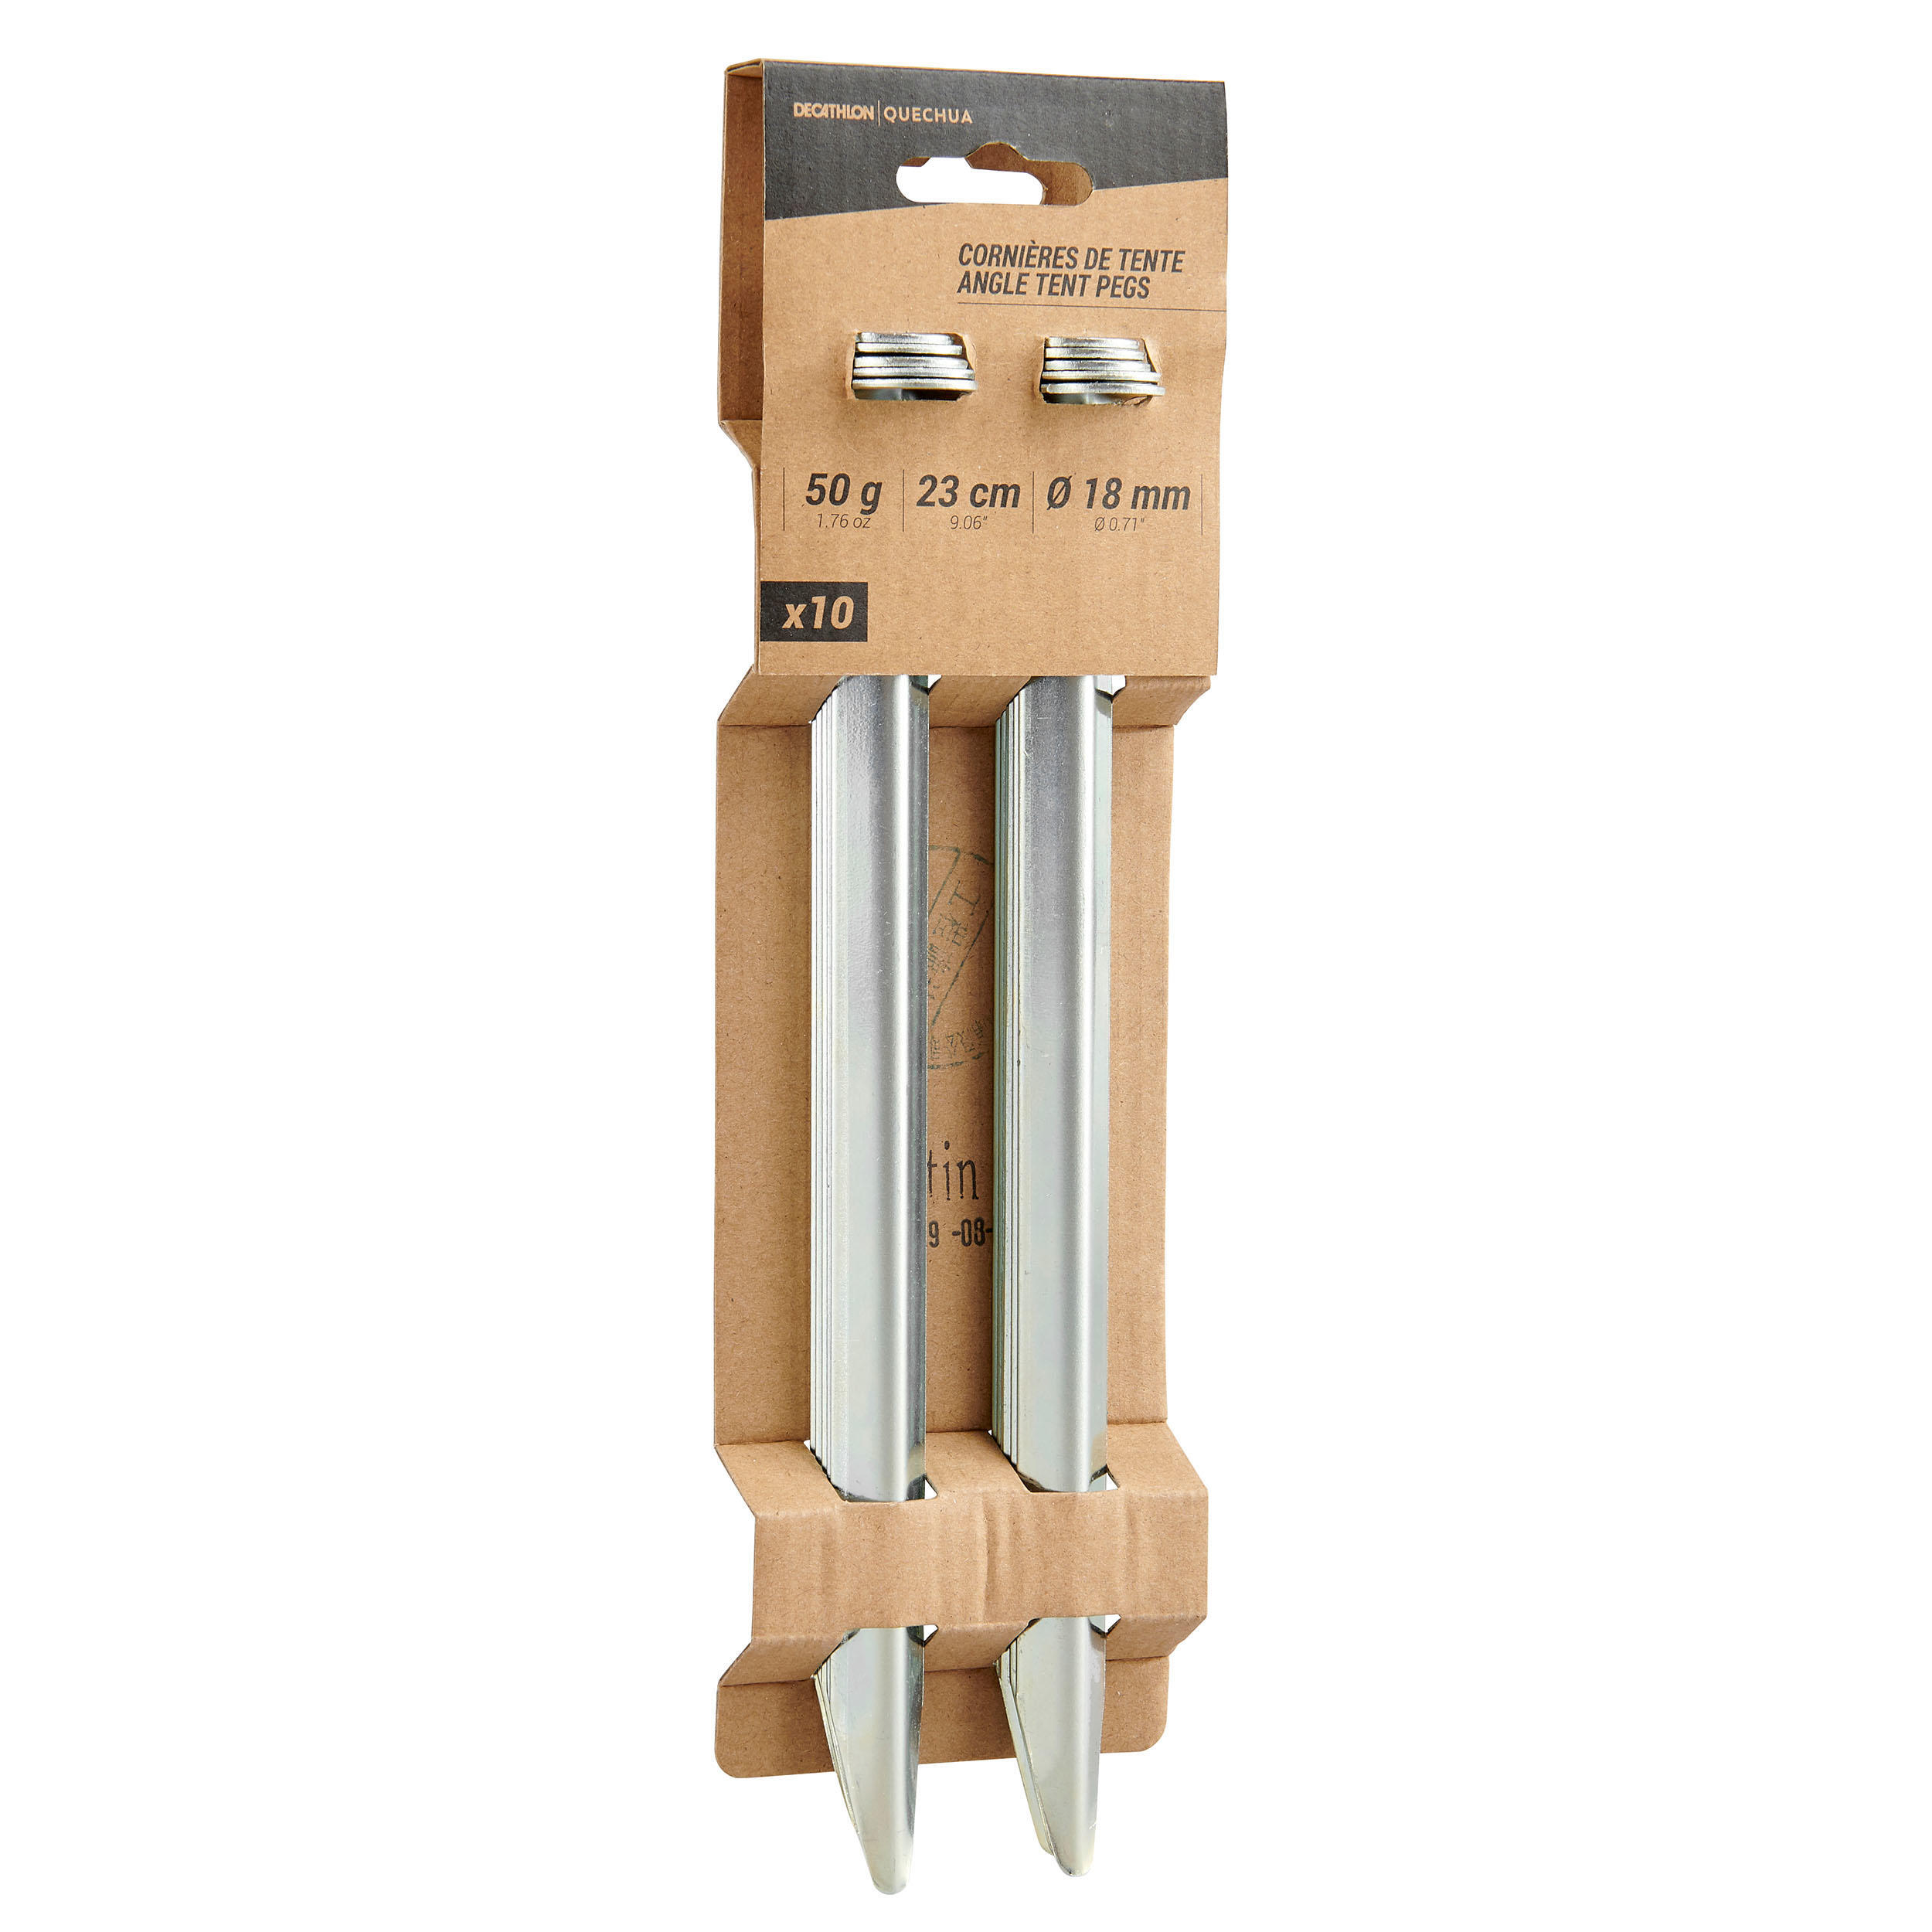 DECATHLON | QUECHUA
CORNIÈRES DE TENTE
ANGLE TENT PEGS
50 g 23 cm Ø 18 mm
1.76 oz 9.06" Ø 0.71"
x10
tin
9 -08-